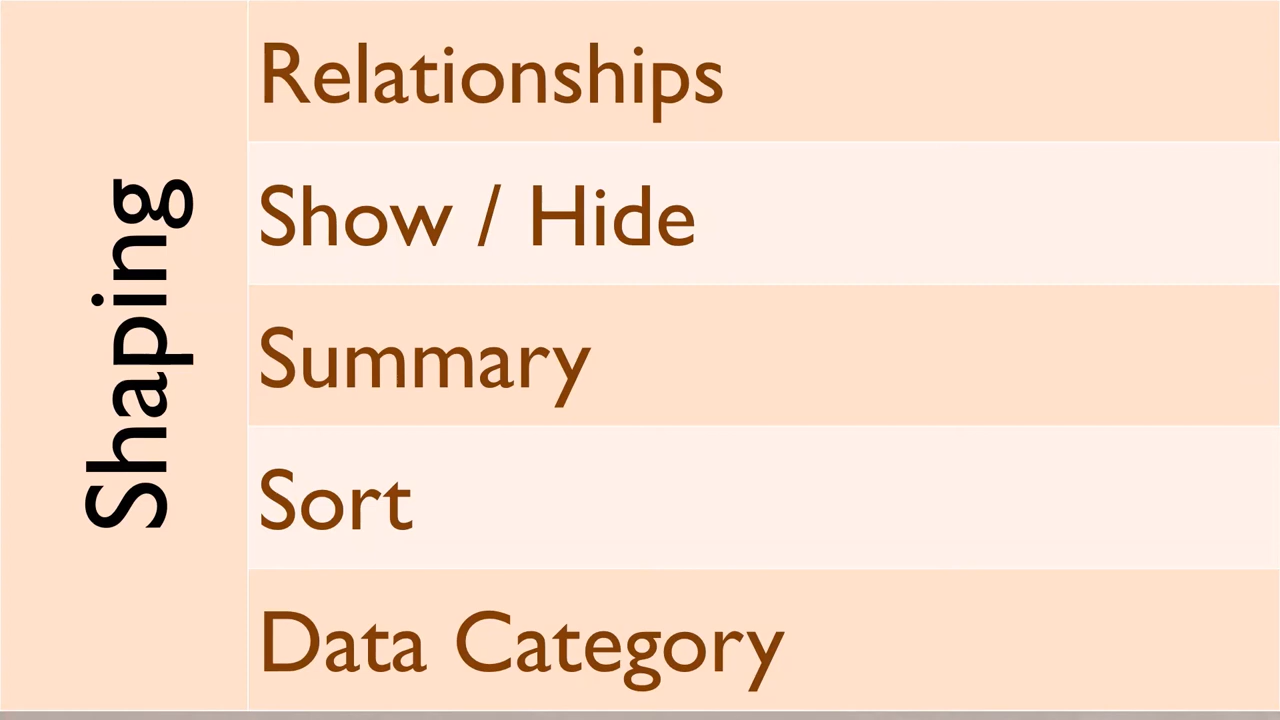 Shaping
Relationships
Show / Hide
Summary
Sort
Data Category